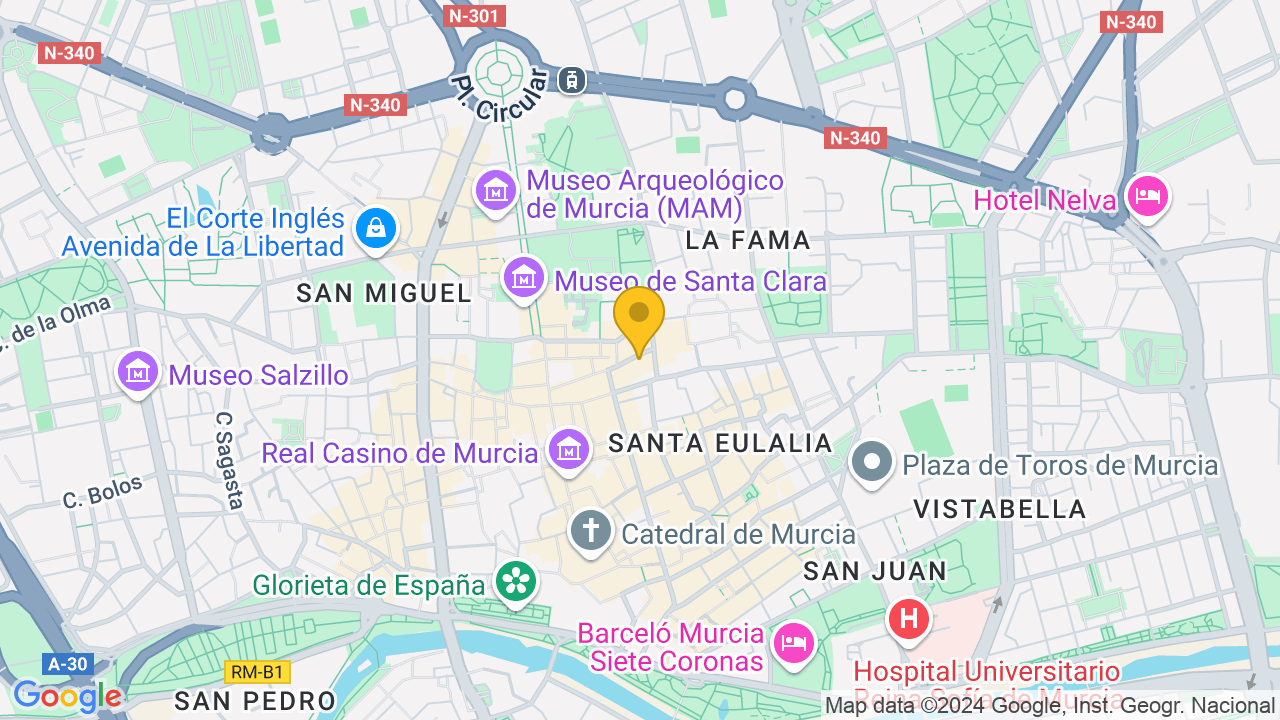 N-301
N-340
N-340
N-340
Pl. Circular
N-340
Museo Arqueológico
de Murcia (MAM)
Hotel Nelva
El Corte Inglés
Avenida de La Libertad
LA FAMA
SAN MIGUEL
Museo de Santa Clara
C. de la Olma
Museo Salzillo
C Sagasta
Real Casino de Murcia
SANTA EULALIA
Plaza de Toros de Murcia
C. Bolos
VISTABELLA
Catedral de Murcia
SAN JUAN
Glorieta de España
H
Barceló Murcia
Siete Coronas
A-30
RM-B1
Hospital Universitario
Reina Sofía de Murcia
Google
SAN PEDRO
Map data ©2024 Google, Inst. Geogr. Nacional